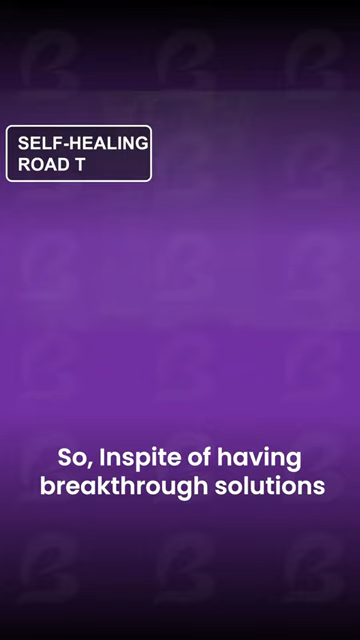 SELF-HEALING
ROAD T
So, Inspite of having
breakthrough solutions